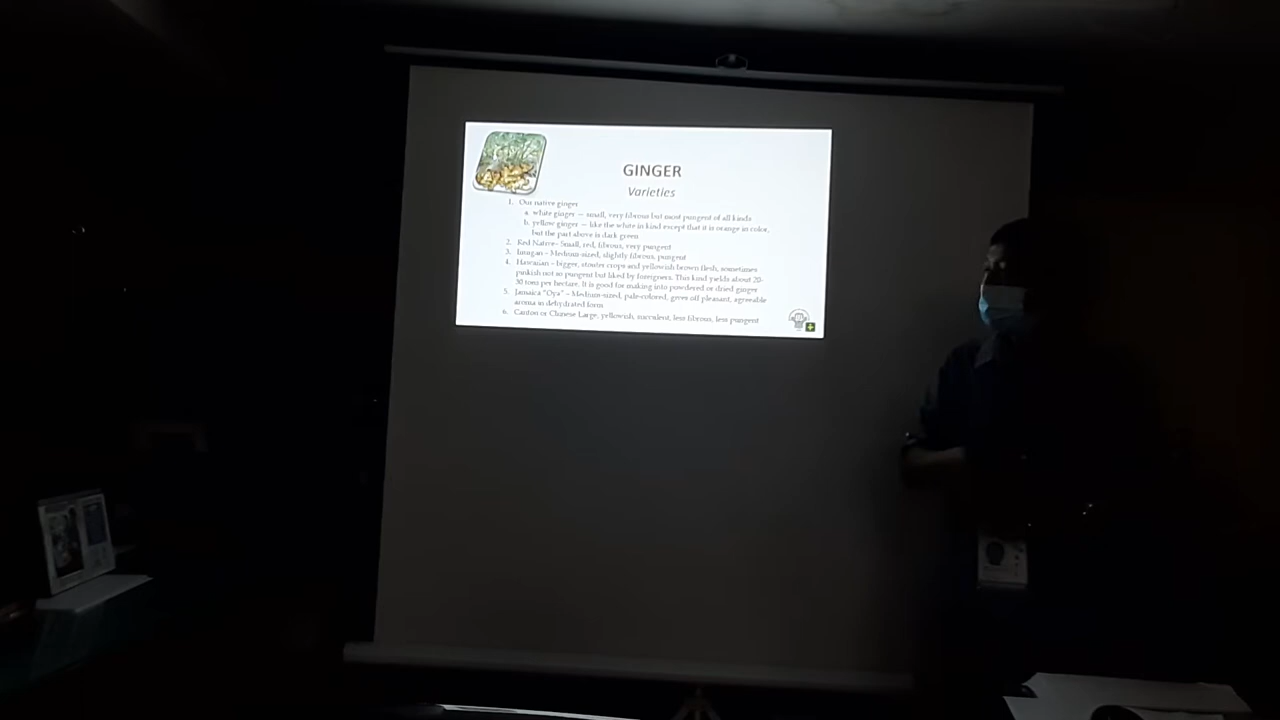 GINGER
Varieties
1. Our native ginger
a. white ginger – small, very fibrous but most pungent of all kinds
b. yellow ginger – like the white in kind except that it is orange in color,
but the part above is dark green
2. Red Native- Small, red, fibrous, very pungent
3. Imugan – Medium-sized, slightly fibrous, pungent
4. Hawaiian – bigger, stouter crops and yellowish brown flesh, sometimes
pinkish not so pungent but liked by foreigners. This kind yields about 20-
30 tons per hectare. It is good for making into powdered or dried ginger
5. Jamaica "Oya" – Medium-sized, pale-colored, gives off pleasant, agreeable
aroma in dehydrated form
6. Canton or Chinese Large, yellowish, succulent, less fibrous, less pungent